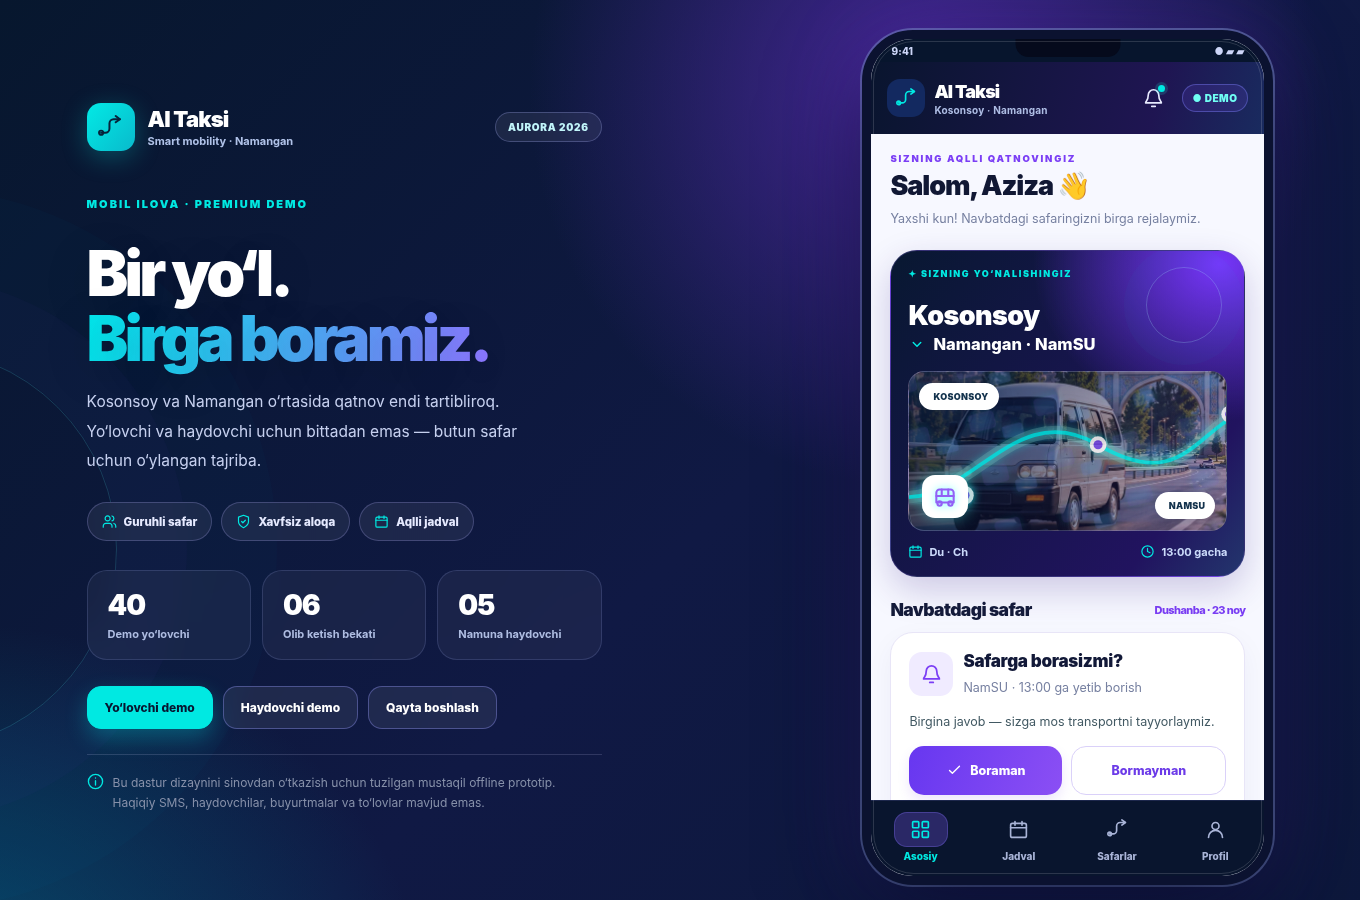 AI Taksi
Smart mobility · Namangan
AURORA 2026
MOBIL ILOVA · PREMIUM DEMO
Bir yo‘l.
Birga boramiz.
Kosonsoy va Namangan o‘rtasida qatnov endi tartibliroq.
Yo‘lovchi va haydovchi uchun bittadan emas — butun safar
uchun o‘ylangan tajriba.
Guruhli safar
Xavfsiz aloqa
Aqlli jadval
40
Demo yo‘lovchi
06
Olib ketish bekati
05
Namuna haydovchi
Yo‘lovchi demo
Haydovchi demo
Qayta boshlash
Bu dastur dizaynini sinovdan o‘tkazish uchun tuzilgan mustaqil offline prototip.
Haqiqiy SMS, haydovchilar, buyurtmalar va to‘lovlar mavjud emas.
9:41
AI Taksi
Kosonsoy · Namangan
DEMO
SIZNING AQLLI QATNOVINGIZ
Salom, Aziza 👋
Yaxshi kun! Navbatdagi safaringizni birga rejalaymiz.
SIZNING YO‘NALISHINGIZ
Kosonsoy
Namangan · NamSU
KOSONSOY
NAMSU
Du · Ch
13:00 gacha
Navbatdagi safar
Dushanba · 23 noy
Safarga borasizmi?
NamSU · 13:00 ga yetib borish
Birgina javob — sizga mos transportni tayyorlaymiz.
Boraman
Bormayman
Asosiy
Jadval
Safarlar
Profil